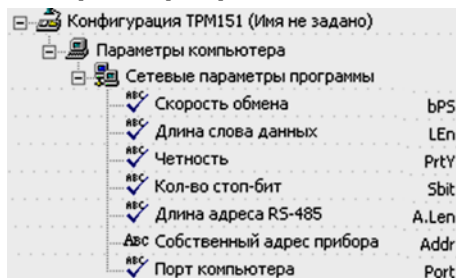 Конфигурация ТРМ151 (Имя не задано)
Параметры компьютера
Сетевые параметры программы
Скорость обмена bPS
Длина слова данных LEn
Четность PrtY
Кол-во стоп-бит Sbit
Длина адреса RS-485 A.Len
Собственный адрес прибора Addr
Порт компьютера Port